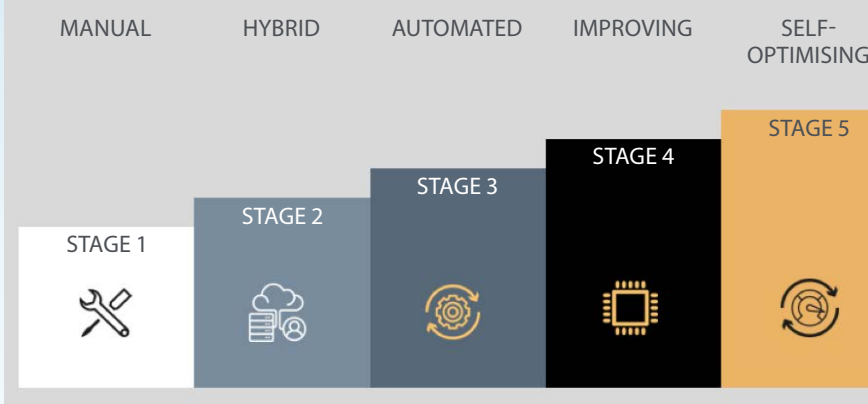 MANUAL HYBRID AUTOMATED IMPROVING SELF-
OPTIMISING
STAGE 5
STAGE 4
STAGE 3
STAGE 2
STAGE 1